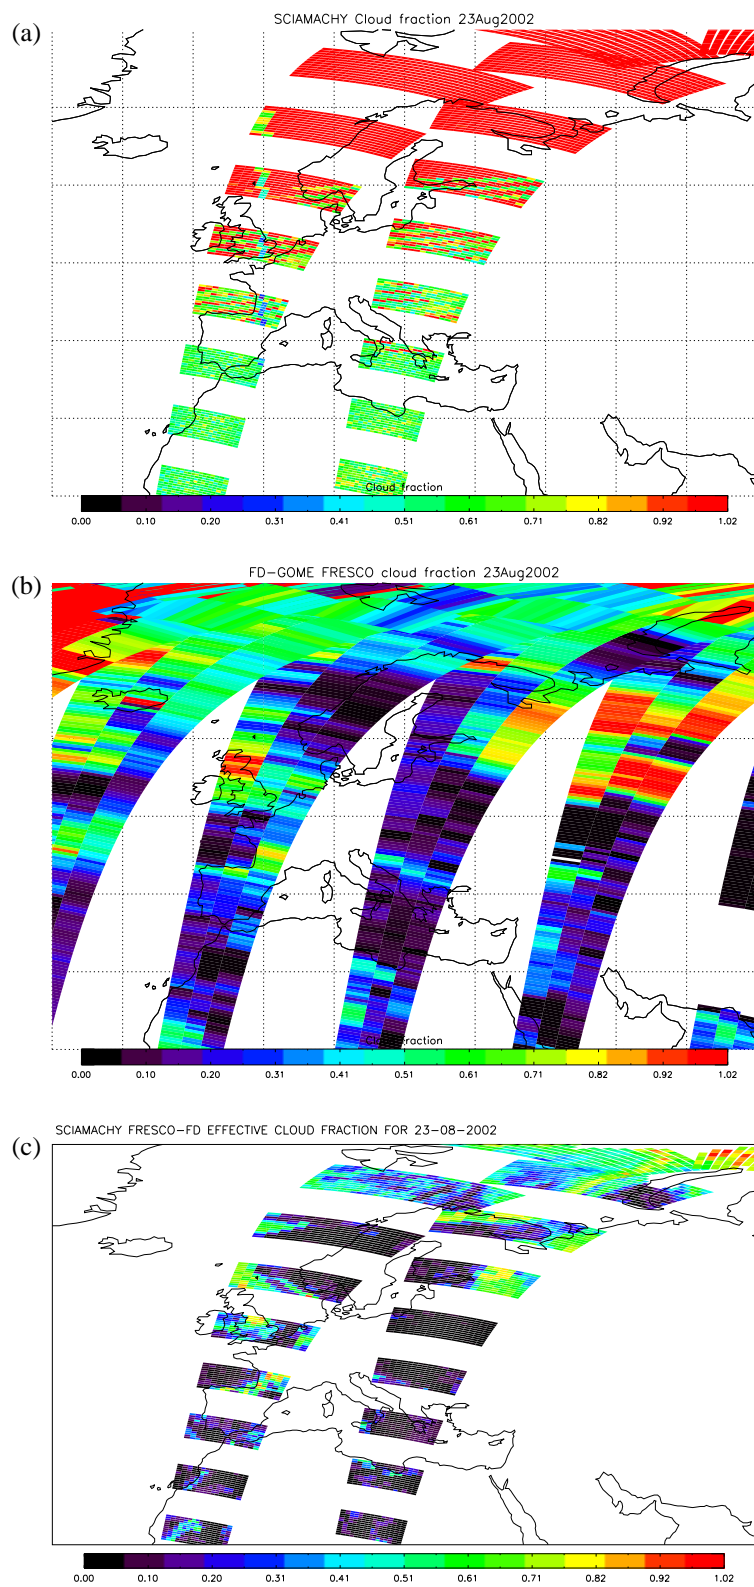 (a)
SCIAMACHY Cloud fraction 23Aug2002
Cloud fraction
0.00 0.10 0.20 0.31 0.41 0.51 0.61 0.71 0.82 0.92 1.02
(b)
FD-GOME FRESCO cloud fraction 23Aug2002
Cloud fraction
0.00 0.10 0.20 0.31 0.41 0.51 0.61 0.71 0.82 0.92 1.02
(c)
SCIAMACHY FRESCO-FD EFFECTIVE CLOUD FRACTION FOR 23-08-2002
0.00 0.10 0.20 0.31 0.41 0.51 0.61 0.71 0.82 0.92 1.02